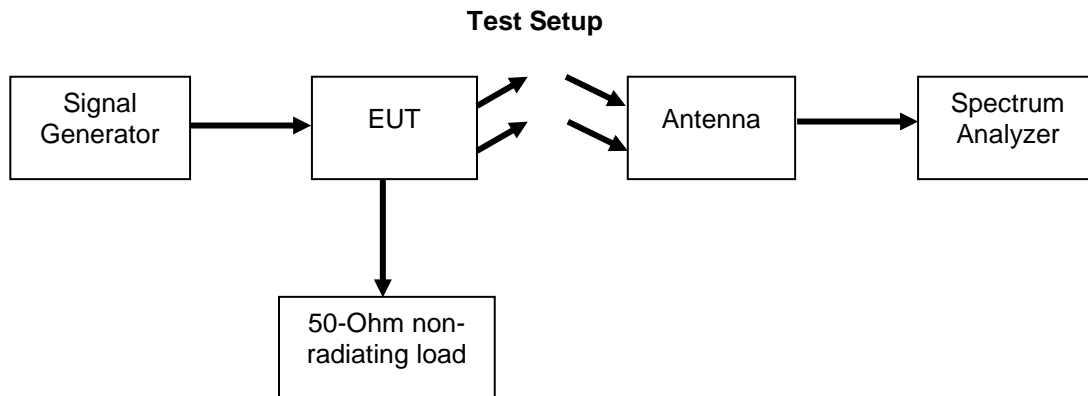 Test Setup
Signal
Generator
EUT
Antenna
Spectrum
Analyzer
50-Ohm non-
radiating load